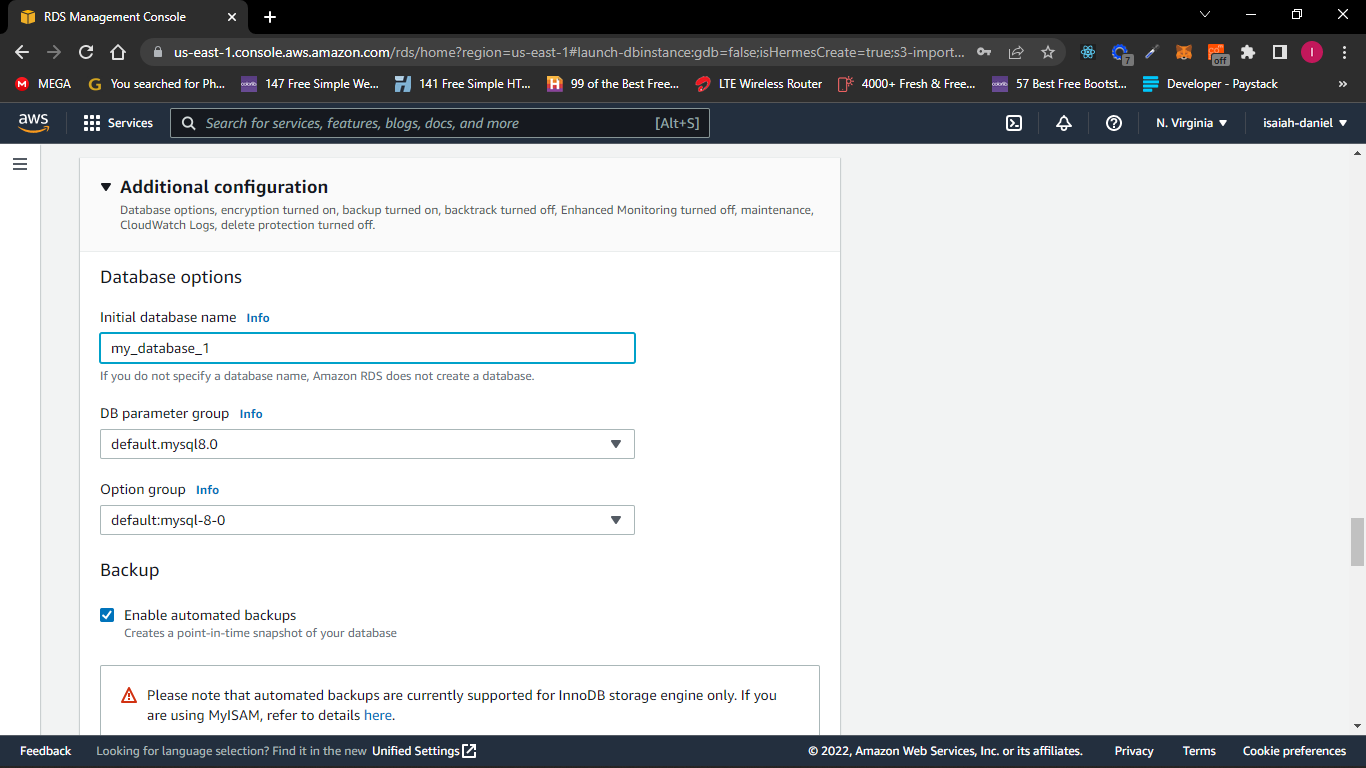 RDS Management Console
us-east-1.console.aws.amazon.com/rds/home?region=us-east-1#launch-dbinstance:gdb=false;isHermesCreate=true;s3-import...
7
off
I
MEGA
You searched for Ph...
147 Free Simple We...
141 Free Simple HT...
99 of the Best Free...
LTE Wireless Router
4000+ Fresh & Free...
57 Best Free Bootst...
Developer - Paystack
»
aws
Services
Search for services, features, blogs, docs, and more
[Alt+S]
N. Virginia
isaiah-daniel
Additional configuration
Database options, encryption turned on, backup turned on, backtrack turned off, Enhanced Monitoring turned off, maintenance,
CloudWatch Logs, delete protection turned off.
Database options
Initial database name Info
my_database_1
If you do not specify a database name, Amazon RDS does not create a database.
DB parameter group Info
default.mysql8.0
Option group Info
default:mysql-8-0
Backup
Enable automated backups
Creates a point-in-time snapshot of your database
Please note that automated backups are currently supported for InnoDB storage engine only. If you
are using MyISAM, refer to details here.
Feedback
Looking for language selection? Find it in the new Unified Settings
© 2022, Amazon Web Services, Inc. or its affiliates.
Privacy
Terms
Cookie preferences